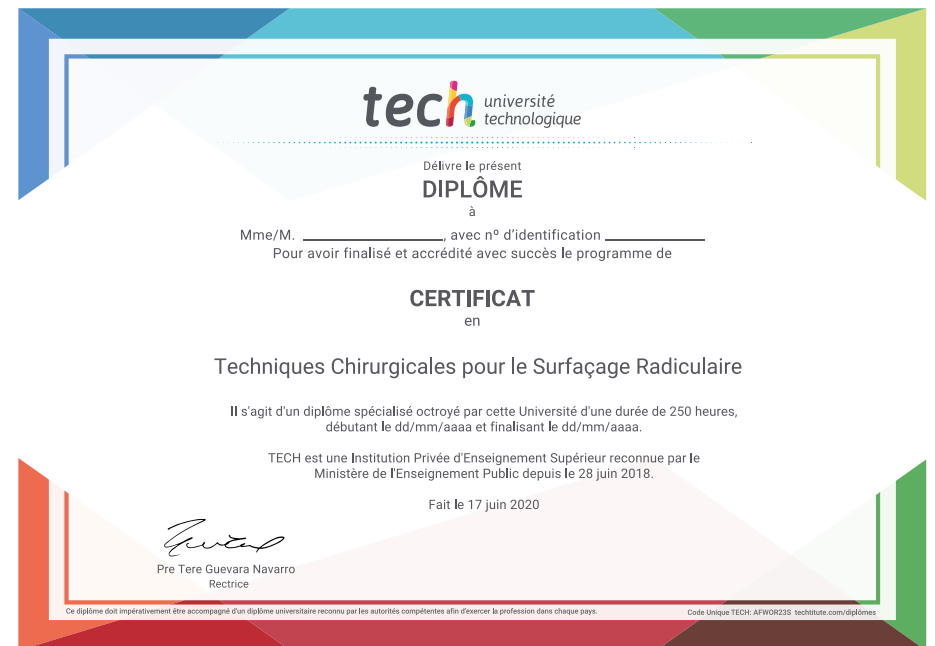 tech université
technologique
Délivre le présent
DIPLÔME
à
Mme/M. ____________, avec nº d'identification ____________
Pour avoir finalisé et accrédité avec succès le programme de
CERTIFICAT
en
Techniques Chirurgicales pour le Surfaçage Radiculaire
Il s'agit d'un diplôme spécialisé octroyé par cette Université d'une durée de 250 heures,
débutant le dd/mm/aaaa et finalisant le dd/mm/aaaa.
TECH est une Institution Privée d'Enseignement Supérieur reconnue par le
Ministère de l'Enseignement Public depuis le 28 juin 2018.
Fait le 17 juin 2020
Pre Tere Guevara Navarro
Rectrice
Ce diplôme doit impérativement être accompagné d'un diplôme universitaire reconnu par les autorités compétentes afin d'exercer la profession dans chaque pays.
Code Unique TECH: AFWOR23S techtitute.com/diplômes